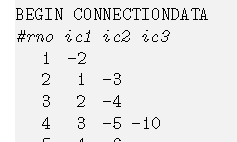 BEGIN CONNECTIONDATA
#rno ic1 ic2 ic3
1 -2
2 1 -3
3 2 -4
4 3 -5 -10